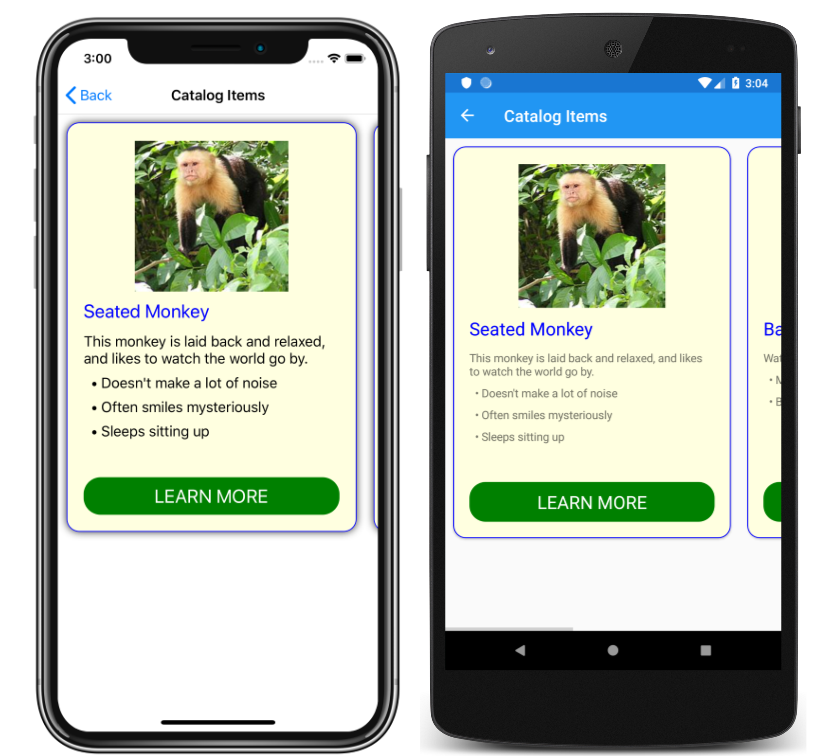 3:00
Back
Catalog Items
Seated Monkey
This monkey is laid back and relaxed,
and likes to watch the world go by.
• Doesn't make a lot of noise
• Often smiles mysteriously
• Sleeps sitting up
LEARN MORE
3:04
Catalog Items
Seated Monkey
This monkey is laid back and relaxed, and likes
to watch the world go by.
• Doesn't make a lot of noise
• Often smiles mysteriously
• Sleeps sitting up
LEARN MORE
Ba